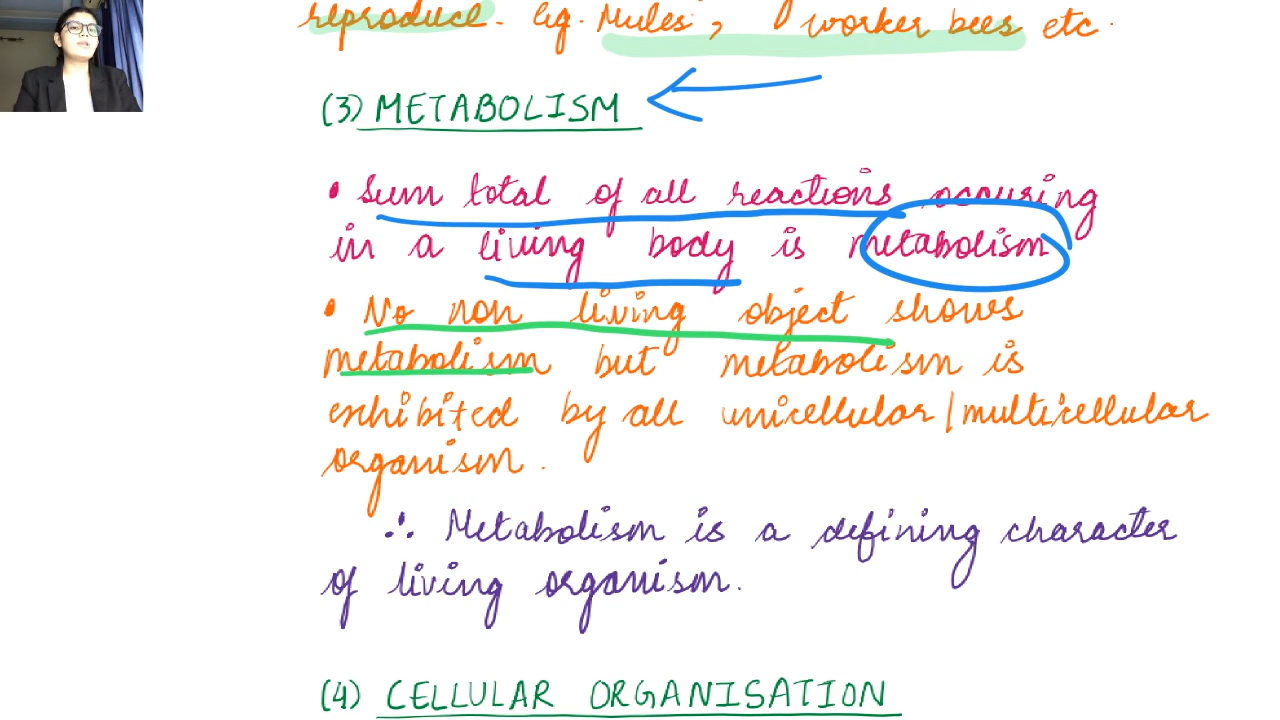 reproduce. Eg. Mules, worker bees etc.
(3) METABOLISM
• Sum total of all reactions occuring
in a living body is metabolism
• No non living object shows
metabolism but metabolism is
exhibited by all unicellular/multicellular
organism.
∴ Metabolism is a defining character
of living organism.
(4) CELLULAR ORGANISATION